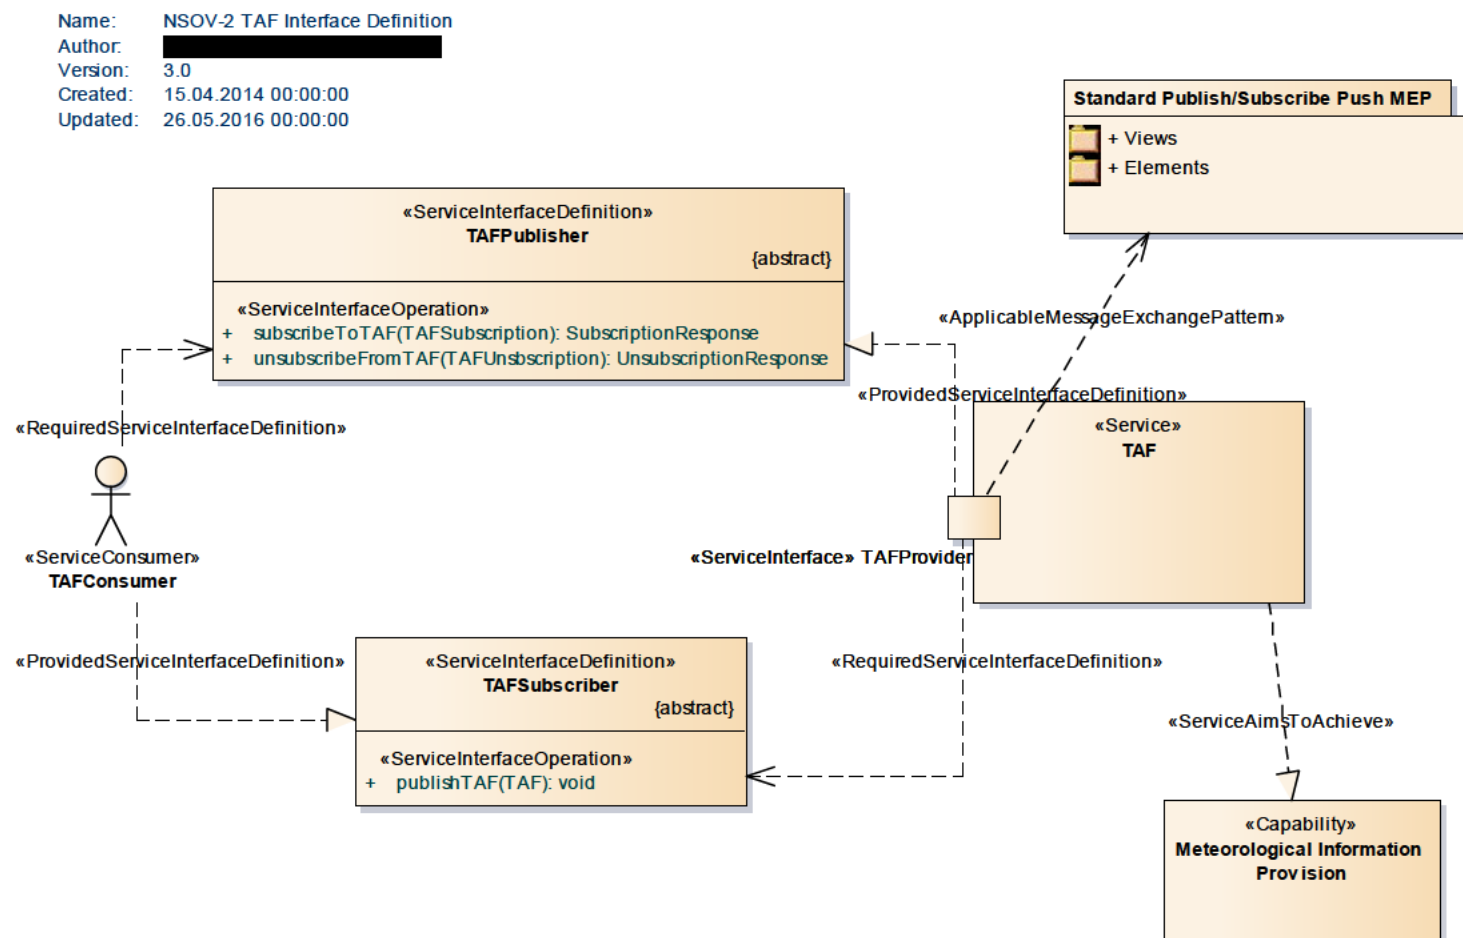 Name: NSOV-2 TAF Interface Definition
Author:
Version: 3.0
Created: 15.04.2014 00:00:00
Updated: 26.05.2016 00:00:00
Standard Publish/Subscribe Push MEP
+ Views
+ Elements
«ServiceInterfaceDefinition»
TAFPublisher
{abstract}
«ServiceInterfaceOperation»
+ subscribeToTAF(TAFSubscription): SubscriptionResponse
+ unsubscribeFromTAF(TAFUnsbscription): UnsubscriptionResponse
«ApplicableMessageExchangePattern»
«ProvidedServiceInterfaceDefinition»
«RequiredServiceInterfaceDefinition»
«Service»
TAF
«ServiceConsumer»
TAFConsumer
«ServiceInterface» TAFProvider
«ProvidedServiceInterfaceDefinition»
«ServiceInterfaceDefinition»
TAFSubscriber
{abstract}
«ServiceInterfaceOperation»
+ publishTAF(TAF): void
«RequiredServiceInterfaceDefinition»
«ServiceAimsToAchieve»
«Capability»
Meteorological Information
Provision